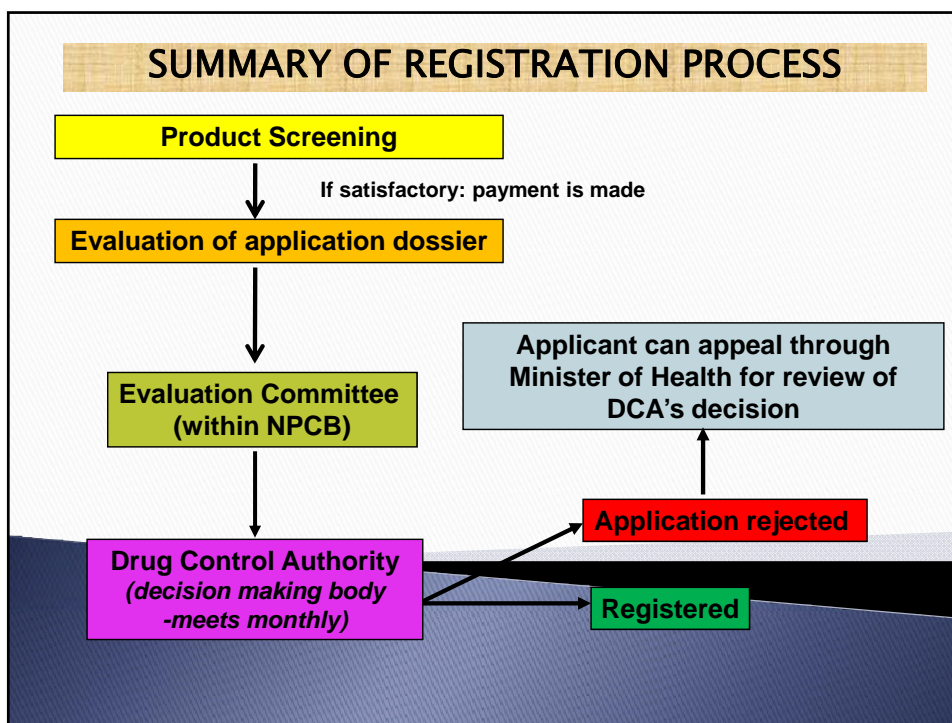 SUMMARY OF REGISTRATION PROCESS
Product Screening
If satisfactory: payment is made
Evaluation of application dossier
Evaluation Committee
(within NPCB)
Applicant can appeal through
Minister of Health for review of
DCA’s decision
Drug Control Authority
(decision making body
-meets monthly)
Application rejected
Registered